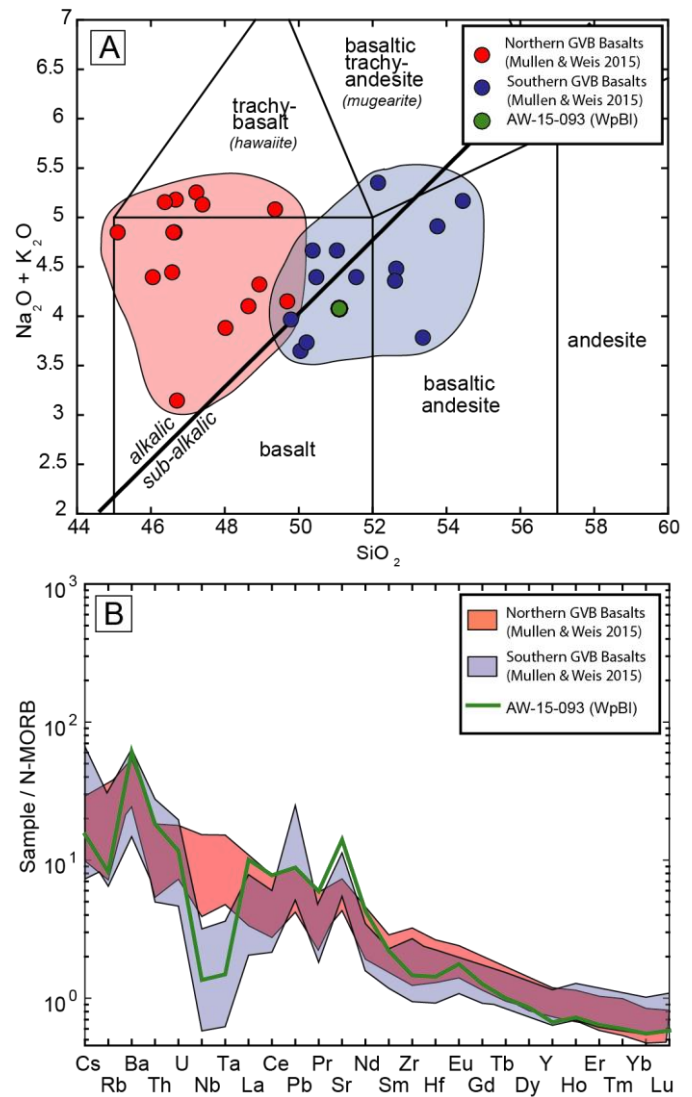 A
7
6.5
6
5.5
5
4.5
4
3.5
3
2.5
2
Na2O + K2O
44
46
48
50
52
54
56
58
60
SiO2
trachy-
basalt
(hawaiite)
basaltic
trachy-
andesite
(mugearite)
Northern GVB Basalts
(Mullen & Weis 2015)
Southern GVB Basalts
(Mullen & Weis 2015)
AW-15-093 (WpBl)
alkalic
sub-alkalic
basalt
basaltic
andesite
andesite
B
10^3
10^2
10^1
10^0
Sample / N-MORB
Northern GVB Basalts
(Mullen & Weis 2015)
Southern GVB Basalts
(Mullen & Weis 2015)
AW-15-093 (WpBl)
Cs Ba U Ta Ce Pr Nd Zr Eu Tb Y Er Yb
Rb Th Nb La Pb Sr Sm Hf Gd Dy Ho Tm Lu